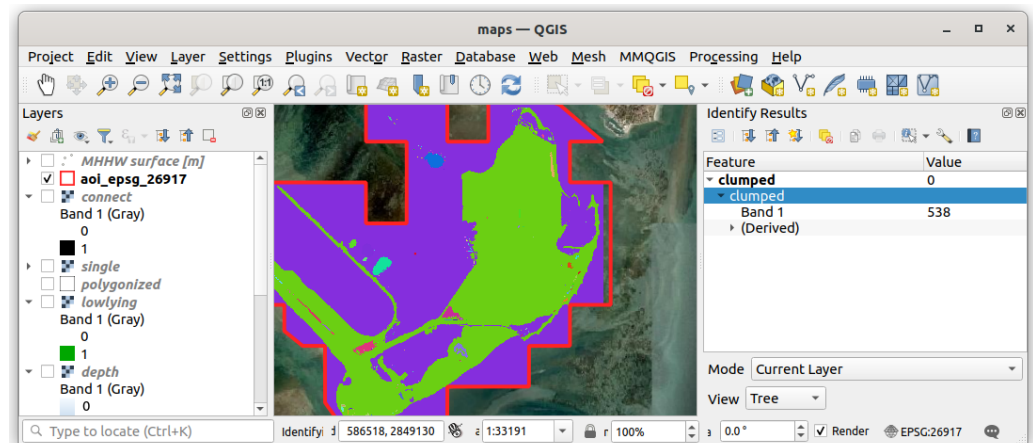 maps — QGIS
Project Edit View Layer Settings Plugins Vector Raster Database Web Mesh MMQGIS Processing Help
Layers
MHHW surface [m]
aoi_epsg_26917
connect
Band 1 (Gray)
0
1
single
polygonized
lowlying
Band 1 (Gray)
0
1
depth
Band 1 (Gray)
0
Identify Results
Feature Value
clumped 0
clumped
Band 1 538
(Derived)
Mode Current Layer
View Tree
Type to locate (Ctrl+K) Identifyi 586518, 2849130 1:33191 r 100% 0.0° Render EPSG:26917